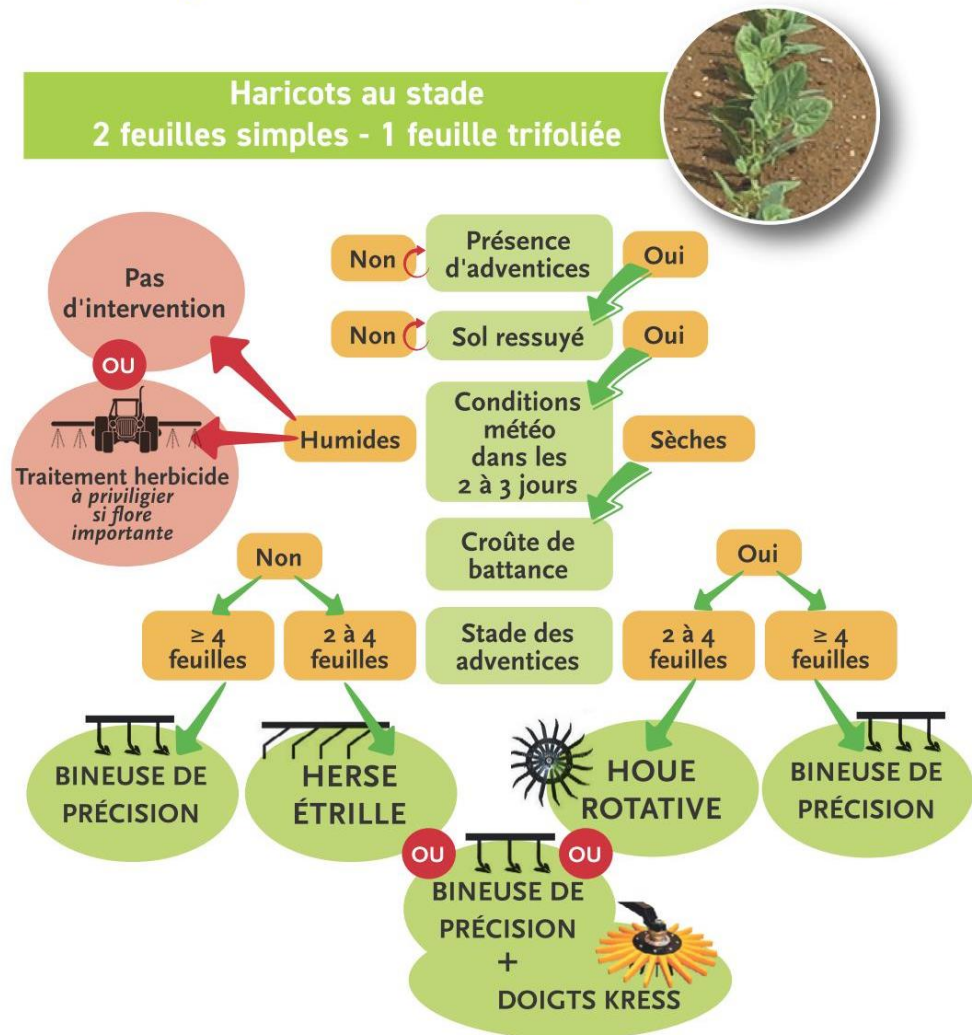 Haricots au stade
2 feuilles simples - 1 feuille trifoliée
Non
Présence
d'adventices
Oui
Pas
d'intervention
Non
Sol ressuyé
Oui
OU
Traitement herbicide
à priviligier
si flore
importante
Humides
Conditions
météo
dans les
2 à 3 jours
Sèches
Croûte de
battance
Non
Oui
≥ 4
feuilles
2 à 4
feuilles
Stade des
adventices
2 à 4
feuilles
≥ 4
feuilles
BINEUSE DE
PRÉCISION
HERSE
ÉTRILLE
HOUE
ROTATIVE
BINEUSE DE
PRÉCISION
OU
OU
BINEUSE DE
PRÉCISION
+
DOIGTS KRESS